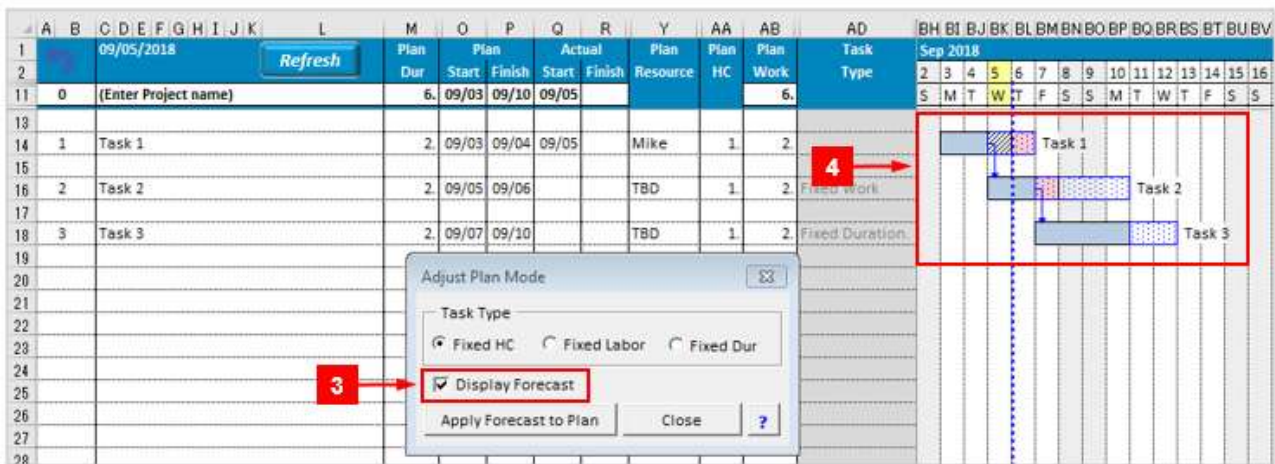 A B C D E F G H I J K L M O P Q R Y AA AB AD BH BI BJ BK BL BM BN BO BP BQ BR BS BT BU BV
1 09/05/2018 Refresh Plan Plan Actual Plan Plan Plan Task Sep 2018
2 Dur Start Finish Start Finish Resource HC Work Type 2 3 4 5 6 7 8 9 10 11 12 13 14 15 16
11 0 (Enter Project name) 6. 09/03 09/10 09/05 6. S M T W T F S S M T W T F S S
13
14 1 Task 1 2. 09/03 09/04 09/05 Mike 1. 2. Task 1
15 4
16 2 Task 2 2. 09/05 09/06 TBD 1. 2. Fixed Work Task 2
17
18 3 Task 3 2. 09/07 09/10 TBD 1. 2. Fixed Duration Task 3
19
20 Adjust Plan Mode
21
22 Task Type
23 Fixed HC Fixed Labor Fixed Dur
24
25 3 Display Forecast
26
27 Apply Forecast to Plan Close ?
28